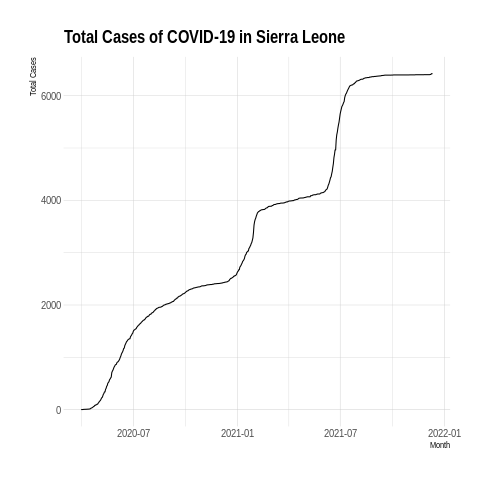 Total Cases of COVID-19 in Sierra Leone
Total Cases
6000
4000
2000
0
2020-07 2021-01 2021-07 2022-01
Month